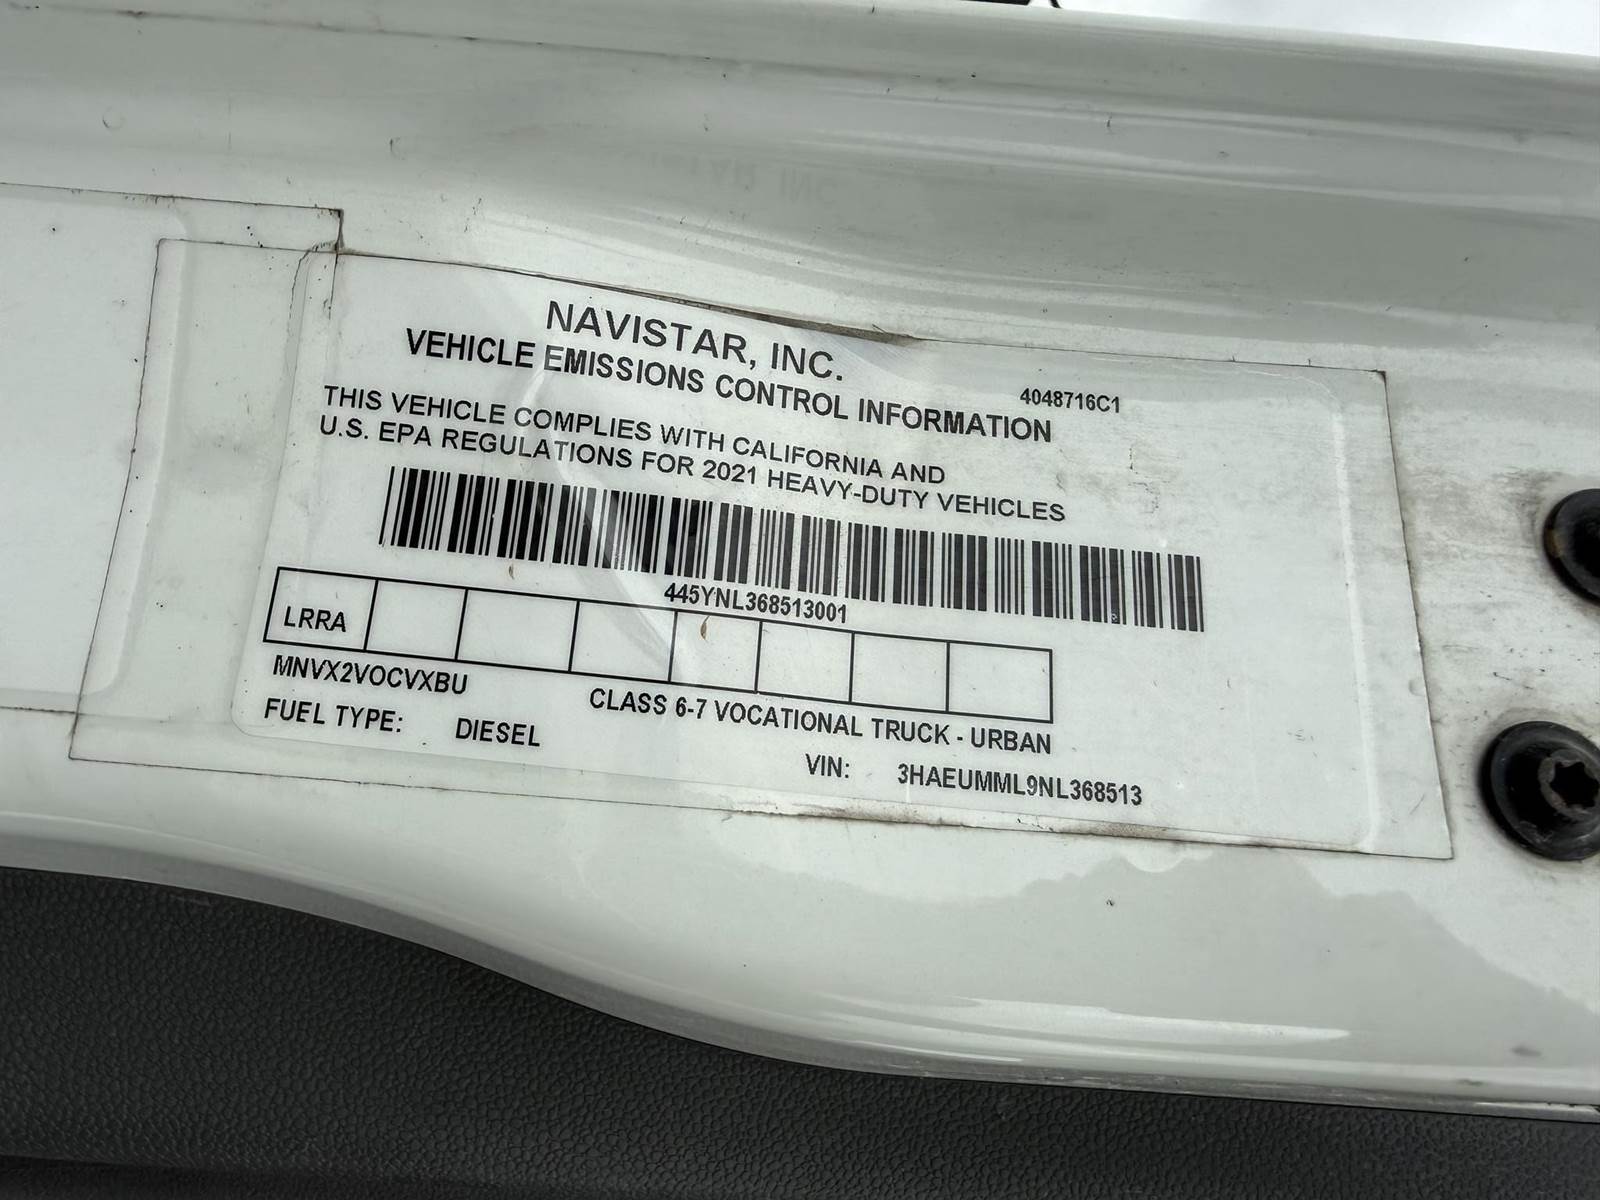 NAVISTAR, INC.
VEHICLE EMISSIONS CONTROL INFORMATION
4048716C1
THIS VEHICLE COMPLIES WITH CALIFORNIA AND
U.S. EPA REGULATIONS FOR 2021 HEAVY-DUTY VEHICLES
445YNL368513001
LRRA
MNVX2VOCVXBU
CLASS 6-7 VOCATIONAL TRUCK - URBAN
FUEL TYPE: DIESEL
VIN: 3HAEUMML9NL368513